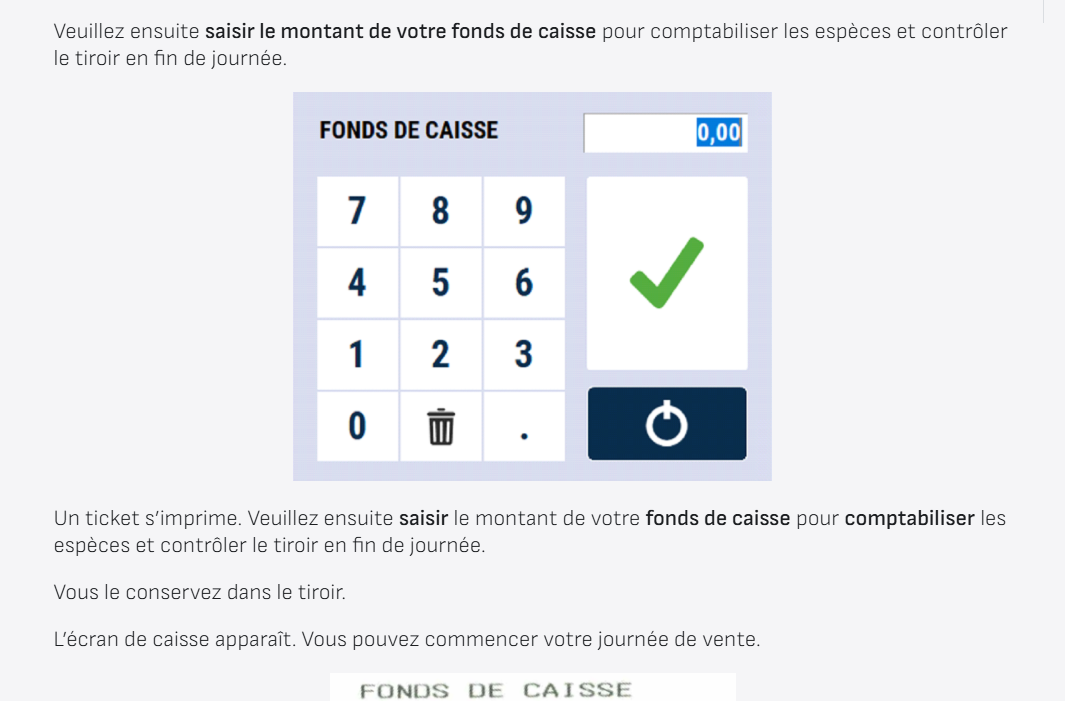 Veuillez ensuite saisir le montant de votre fonds de caisse pour comptabiliser les espèces et contrôler
le tiroir en fin de journée.
FONDS DE CAISSE 0,00
7 8 9
4 5 6
1 2 3
0 .
Un ticket s’imprime. Veuillez ensuite saisir le montant de votre fonds de caisse pour comptabiliser les
espèces et contrôler le tiroir en fin de journée.
Vous le conservez dans le tiroir.
L’écran de caisse apparaît. Vous pouvez commencer votre journée de vente.
FONDS DE CAISSE